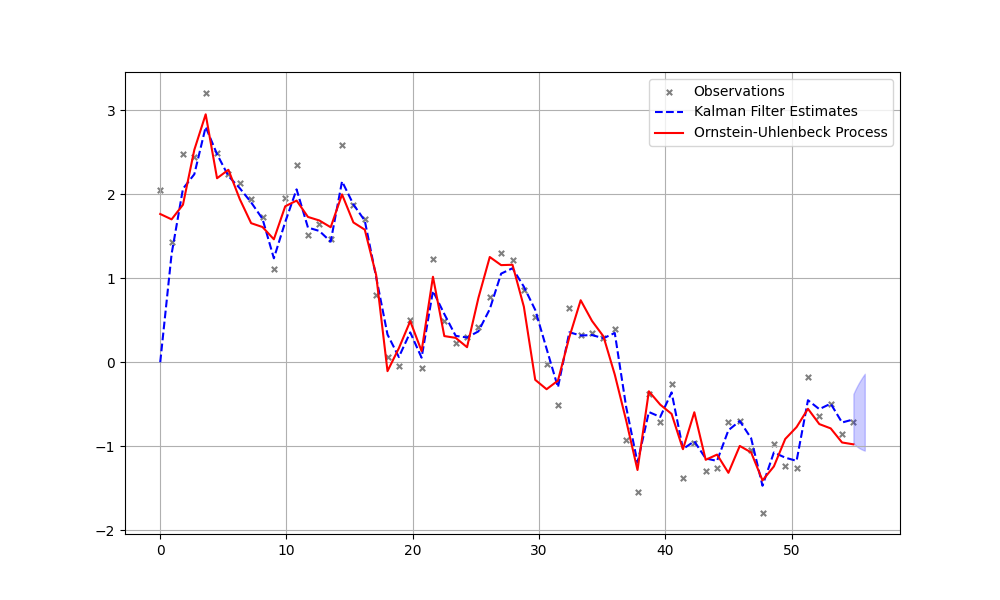 Observations
Kalman Filter Estimates
Ornstein-Uhlenbeck Process
3
2
1
0
−1
−2
0 10 20 30 40 50